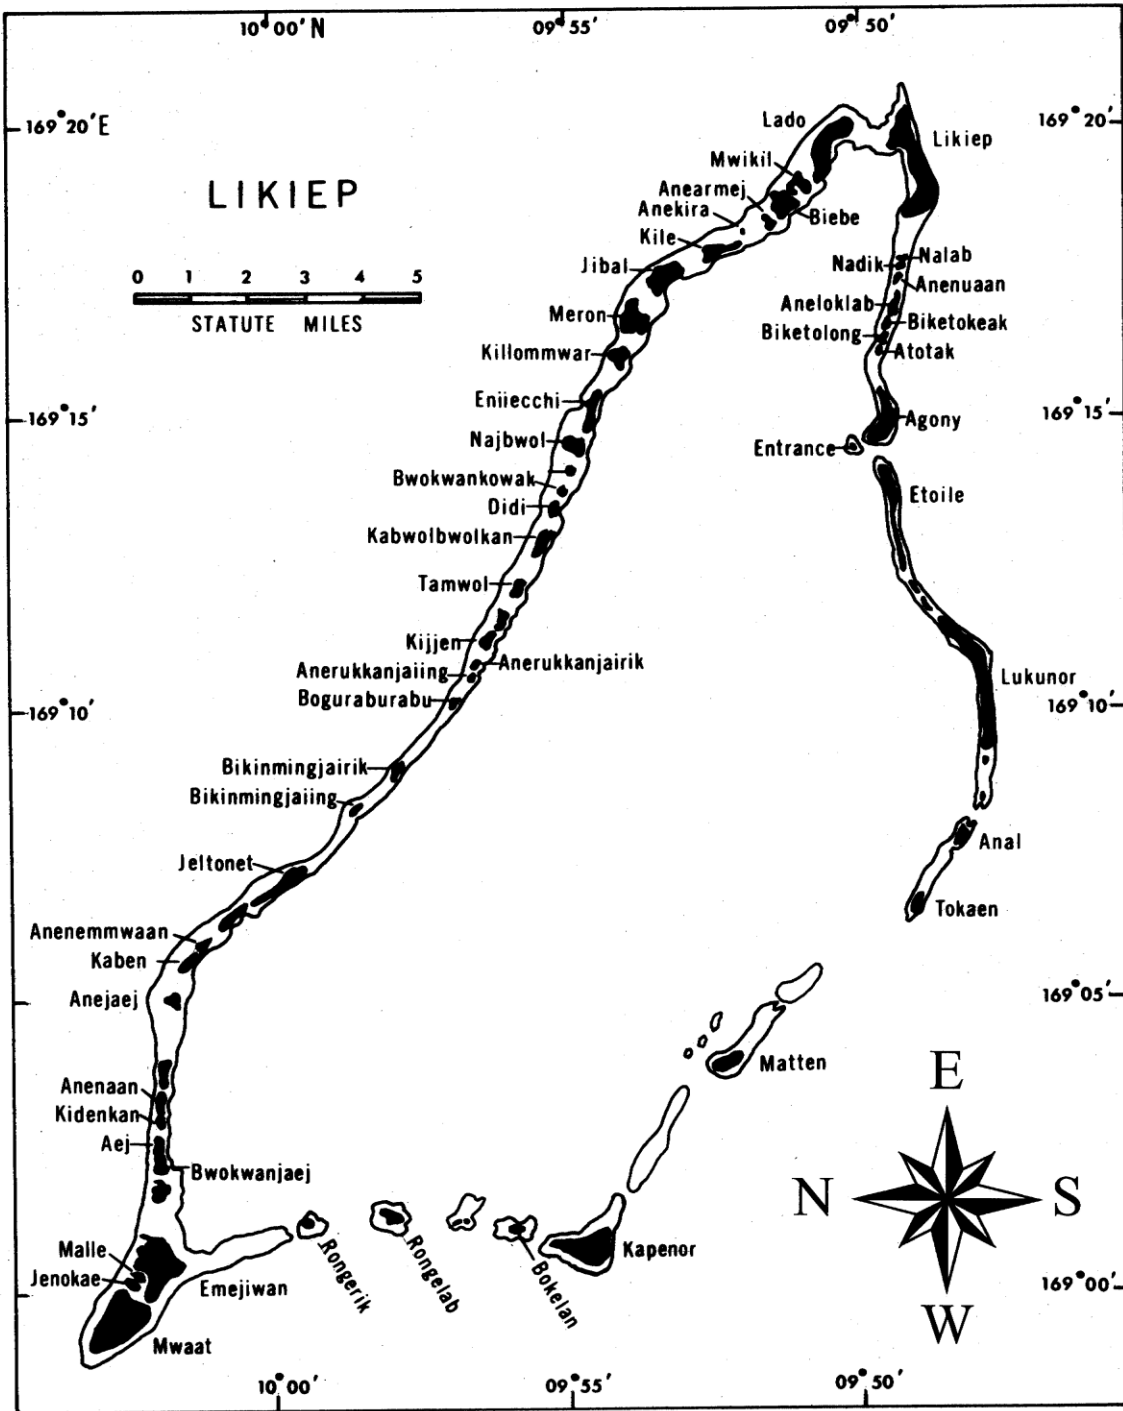 10°00' N
09°55'
09°50'
169°20' E
169°20'
LIKIEP
0 1 2 3 4 5
STATUTE MILES
Lado
Likiep
Mwikil
Anearmej
Anekira
Biebe
Kile
Jibal
Nadik
Nalab
Anenuaan
Meron
Aneloklab
Biketokeak
Biketolong
Atotak
Killommwar
Eniiecchi
169°15'
169°15'
Agony
Najbwol
Entrance
Bwokwankowak
Etoile
Didi
Kabwolbwolkan
Tamwol
Kijjen
Anerukkanjairik
Anerukkanjaiing
Lukunor
Boguraburabu
169°10'
169°10'
Bikinmingjairik
Bikinmingjaiing
Anal
Jeltonet
Tokaen
Anenemmwaan
Kaben
Anejaej
169°05'
Matten
Anenaan
E
Kidenkan
Aej
Bwokwanjaej
N
S
Malle
Jenokae
Emejiwan
Rongerik
Rongelab
Bokelan
Kapenor
169°00'
W
Mwaat
10°00'
09°55'
09°50'